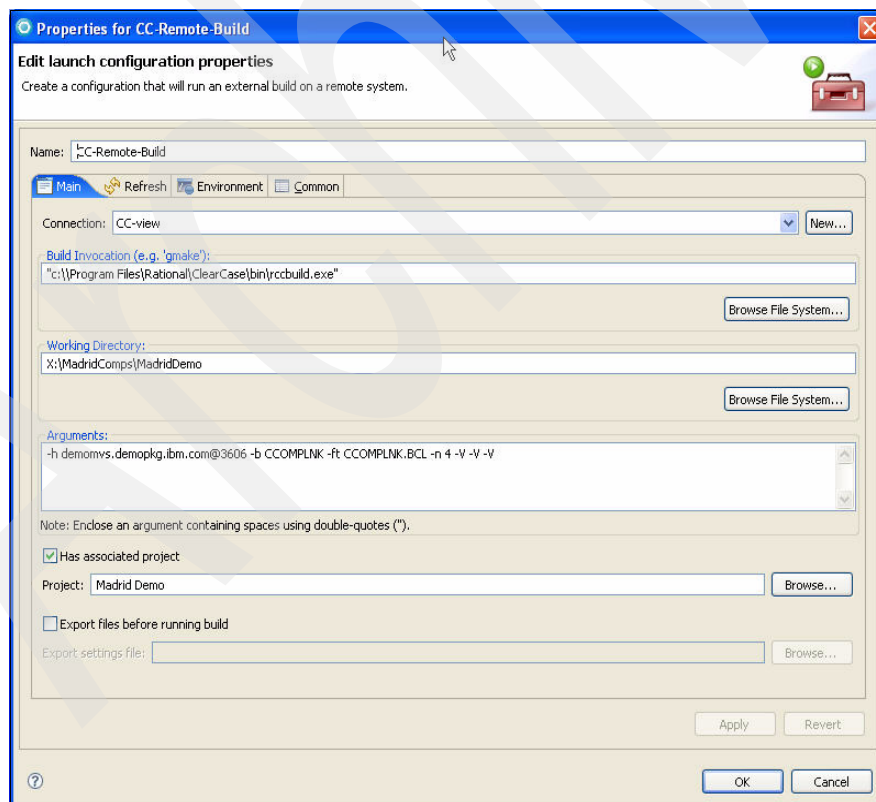 Properties for CC-Remote-Build
Edit launch configuration properties
Create a configuration that will run an external build on a remote system.
Name: CC-Remote-Build
Main Refresh Environment Common
Connection: CC-view New...
Build Invocation (e.g. 'gmake'):
"c:\\Program Files\Rational\ClearCase\bin\rccbuild.exe"
Browse File System...
Working Directory:
X:\MadridComps\MadridDemo
Browse File System...
Arguments:
-h demomvs.demopkg.ibm.com@3606 -b CCOMPLNK -ft CCOMPLNK.BCL -n 4 -V -V -V
Note: Enclose an argument containing spaces using double-quotes (").
Has associated project
Project: Madrid Demo Browse...
Export files before running build
Export settings file: Browse...
Apply Revert
? OK Cancel